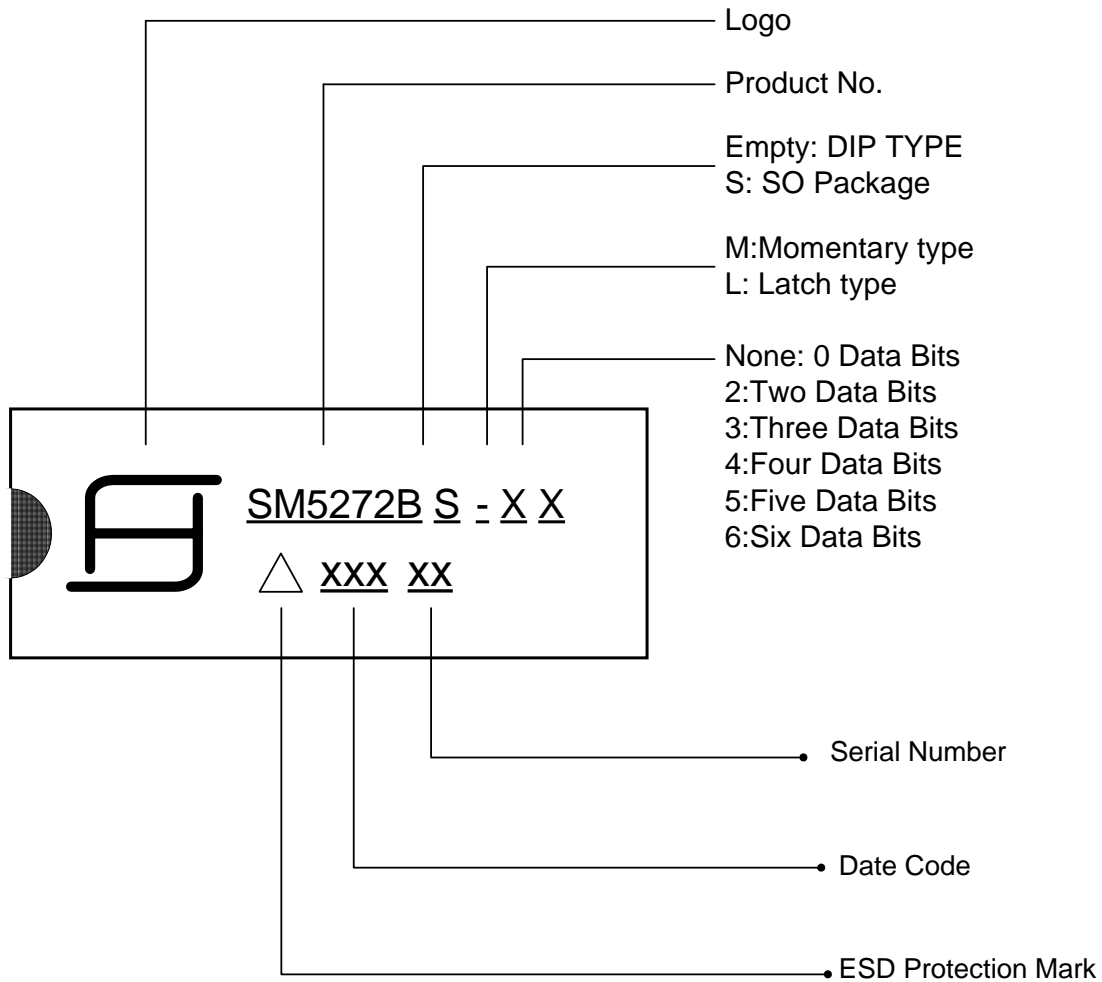 Logo
Product No.
Empty: DIP TYPE
S: SO Package
M:Momentary type
L: Latch type
None: 0 Data Bits
2:Two Data Bits
3:Three Data Bits
4:Four Data Bits
5:Five Data Bits
6:Six Data Bits
SM5272B S - X X
xxx xx
Serial Number
Date Code
ESD Protection Mark